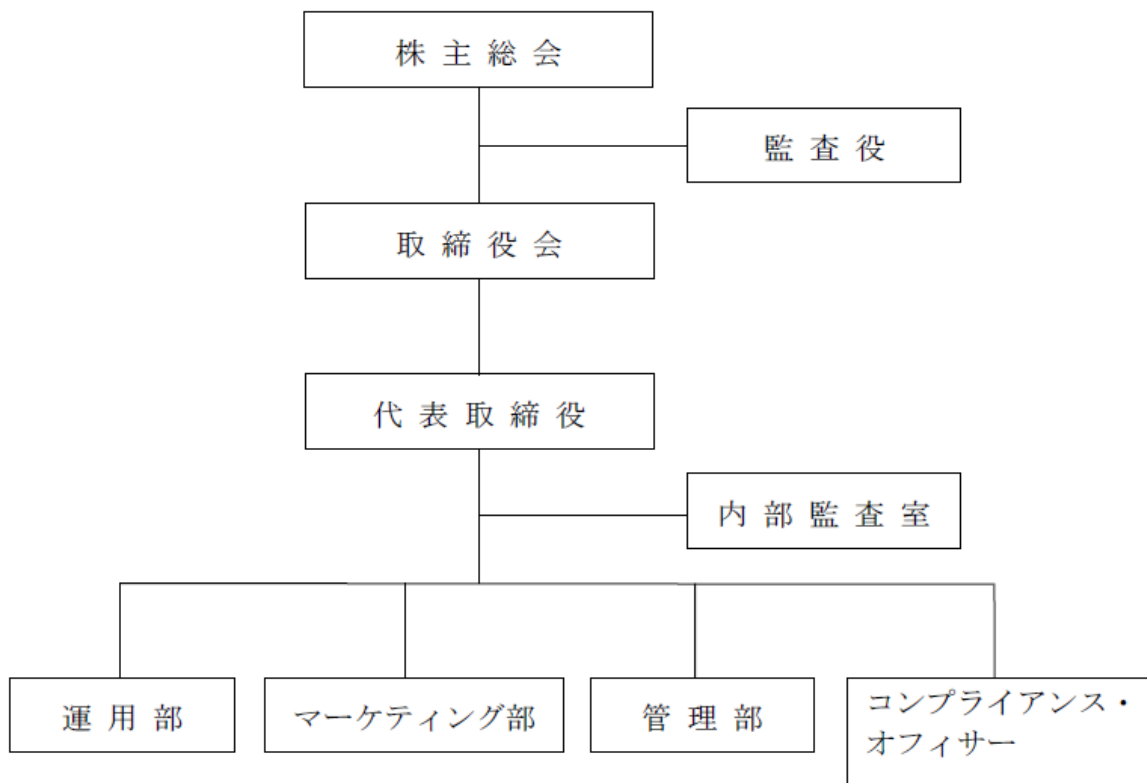 株主総会
監査役
取締役会
代表取締役
内部監査室
運用部
マーケティング部
管理部
コンプライアンス・
オフィサー